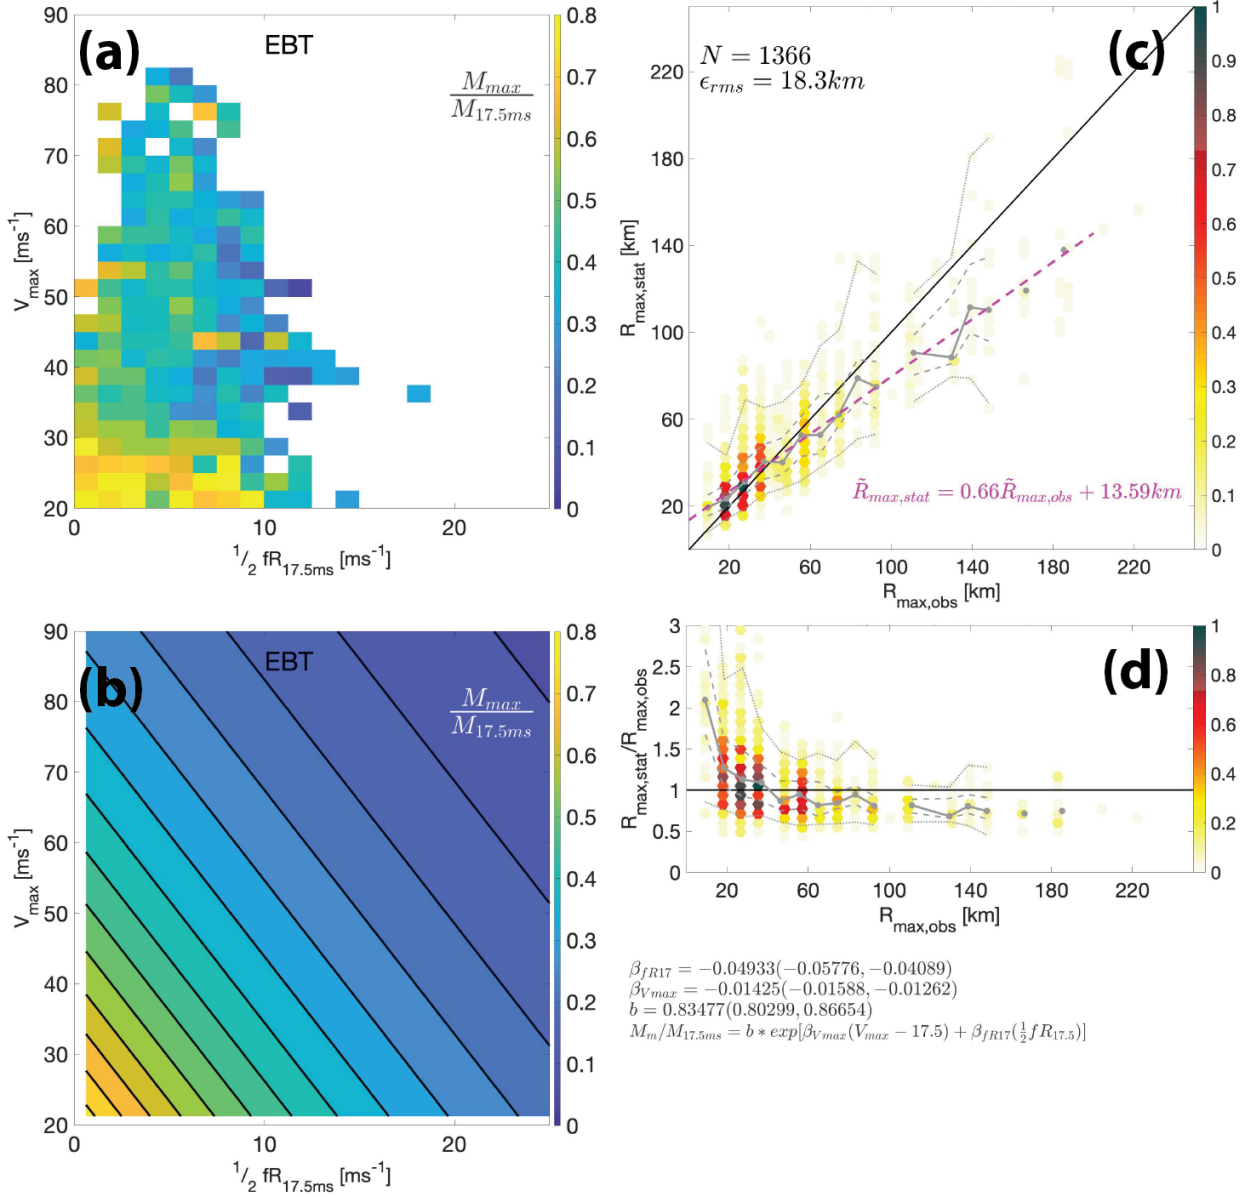 (a)
EBT
M_max / M_17.5ms
90
80
70
60
50
40
30
20
V_max [ms^-1]
0 10 20
1/2 fR_17.5ms [ms^-1]
0.8
0.7
0.6
0.5
0.4
0.3
0.2
0.1
0
(c)
N = 1366
ϵ_rms = 18.3km
220
180
140
100
60
20
R_max,stat [km]
R̃_max,stat = 0.66R̃_max,obs + 13.59km
20 60 100 140 180 220
R_max,obs [km]
1
0.9
0.8
0.7
0.6
0.5
0.4
0.3
0.2
0.1
0
(b)
EBT
M_max / M_17.5ms
90
80
70
60
50
40
30
20
V_max [ms^-1]
0 10 20
1/2 fR_17.5ms [ms^-1]
0.8
0.7
0.6
0.5
0.4
0.3
0.2
0.1
0
(d)
3
2.5
2
1.5
1
0.5
0
R_max,stat/R_max,obs
20 60 100 140 180 220
R_max,obs [km]
1
0.8
0.6
0.4
0.2
0
β_fR17 = −0.04933(−0.05776, −0.04089)
β_Vmax = −0.01425(−0.01588, −0.01262)
b = 0.83477(0.80299, 0.86654)
M_m/M_17.5ms = b * exp[β_Vmax(V_max − 17.5) + β_fR17(1/2 fR_17.5)]